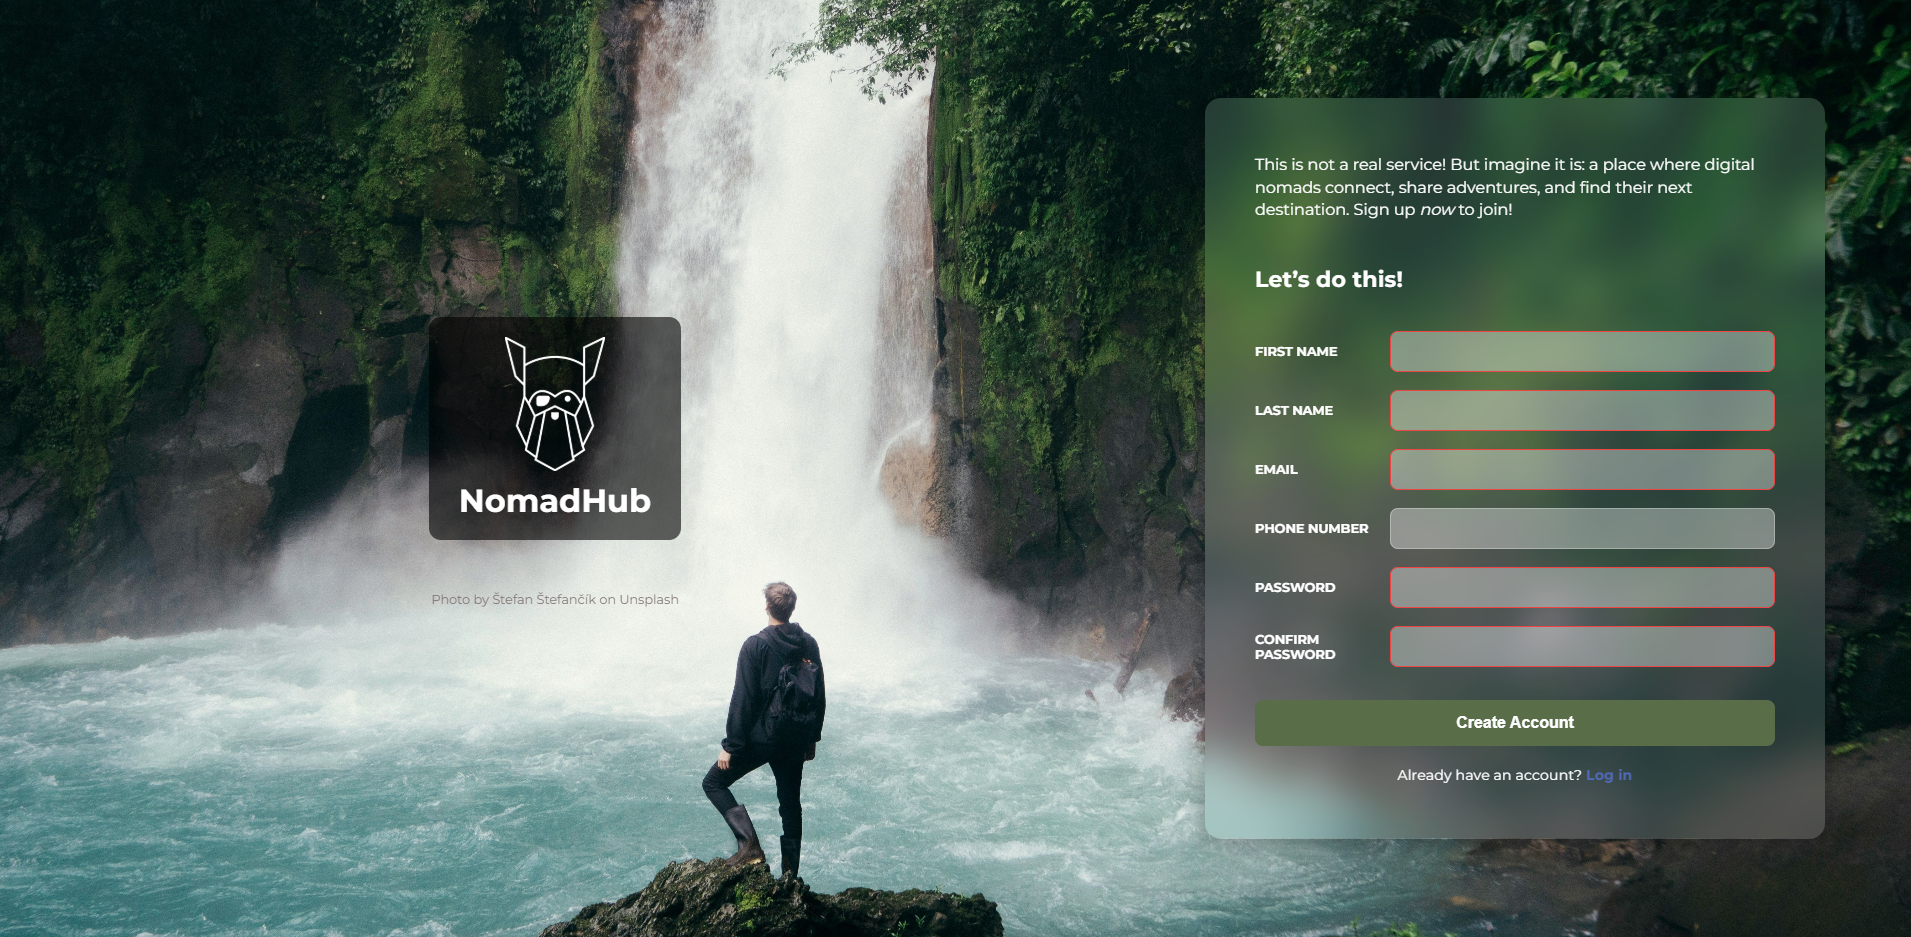 NomadHub
Photo by Štefan Štefančík on Unsplash
This is not a real service! But imagine it is: a place where digital
nomads connect, share adventures, and find their next
destination. Sign up now to join!
Let’s do this!
FIRST NAME
LAST NAME
EMAIL
PHONE NUMBER
PASSWORD
CONFIRM
PASSWORD
Create Account
Already have an account? Log in